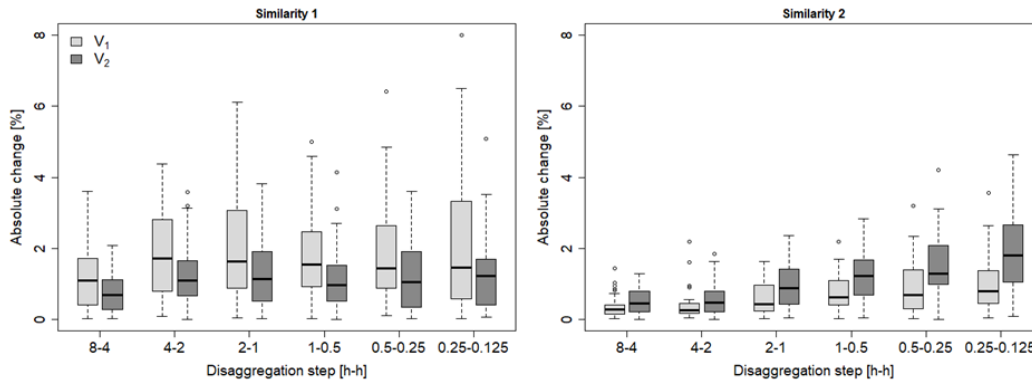 Similarity 1
Absolute change [%]
8
6
4
2
0
V1
V2
8-4 4-2 2-1 1-0.5 0.5-0.25 0.25-0.125
Disaggregation step [h-h]
Similarity 2
Absolute change [%]
8
6
4
2
0
8-4 4-2 2-1 1-0.5 0.5-0.25 0.25-0.125
Disaggregation step [h-h]